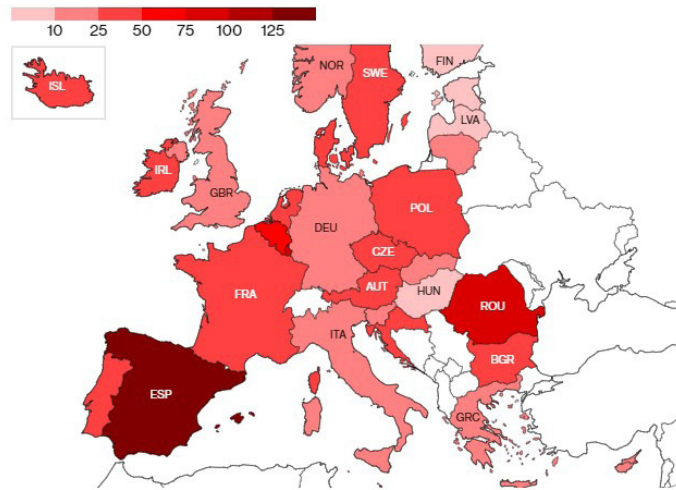 10 25 50 75 100 125
NOR
FIN
SWE
ISL
LVA
IRL
GBR
POL
DEU
CZE
AUT
HUN
FRA
ROU
ITA
BGR
ESP
GRC